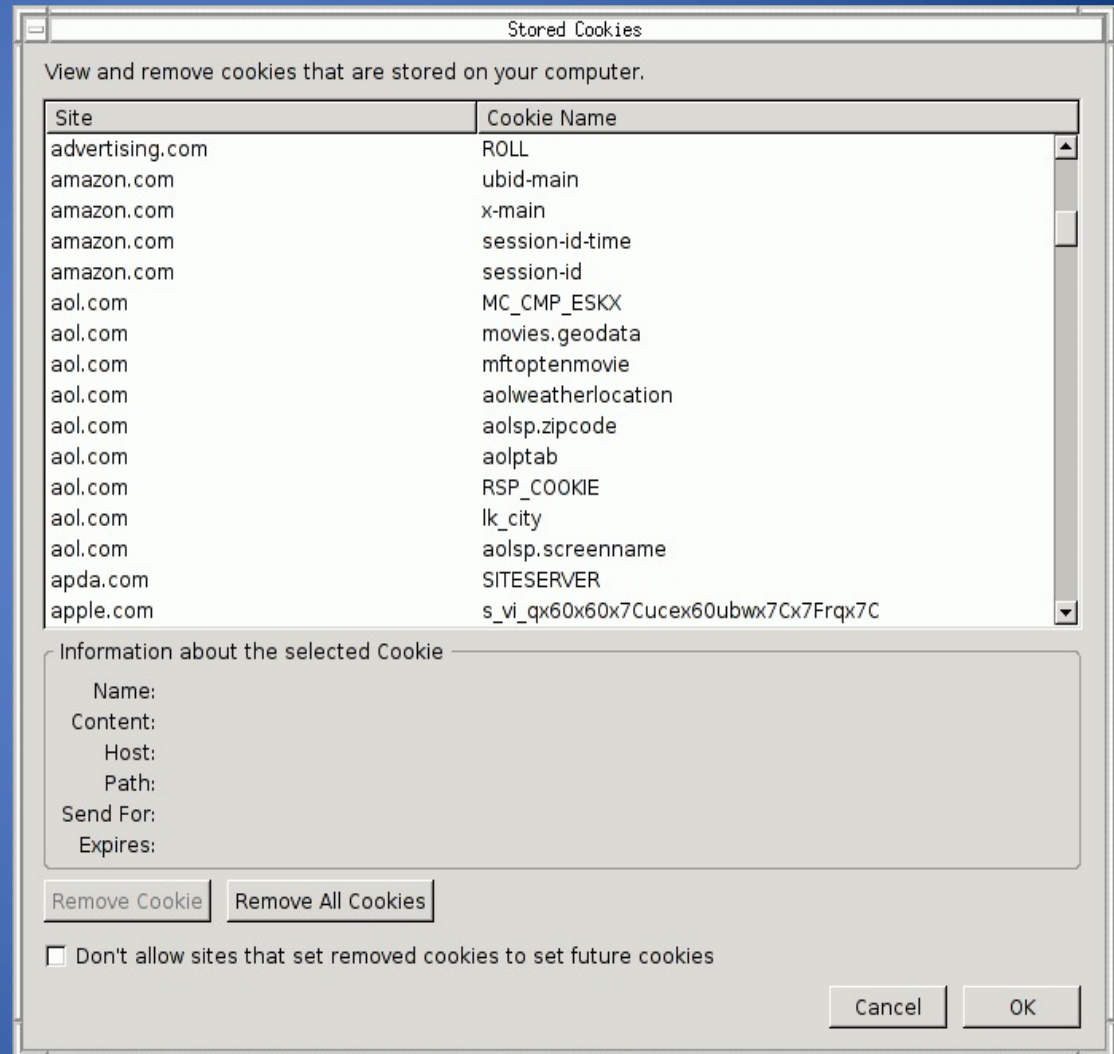 Stored Cookies
View and remove cookies that are stored on your computer.
Site Cookie Name
advertising.com ROLL
amazon.com ubid-main
amazon.com x-main
amazon.com session-id-time
amazon.com session-id
aol.com MC_CMP_ESKX
aol.com movies.geodata
aol.com mftoptenmovie
aol.com aolweatherlocation
aol.com aolsp.zipcode
aol.com aolptab
aol.com RSP_COOKIE
aol.com lk_city
aol.com aolsp.screenname
apda.com SITESERVER
apple.com s_vi_qx60x60x7Cucex60ubwx7Cx7Frqx7C
Information about the selected Cookie
Name:
Content:
Host:
Path:
Send For:
Expires:
Remove Cookie Remove All Cookies
Don't allow sites that set removed cookies to set future cookies
Cancel OK